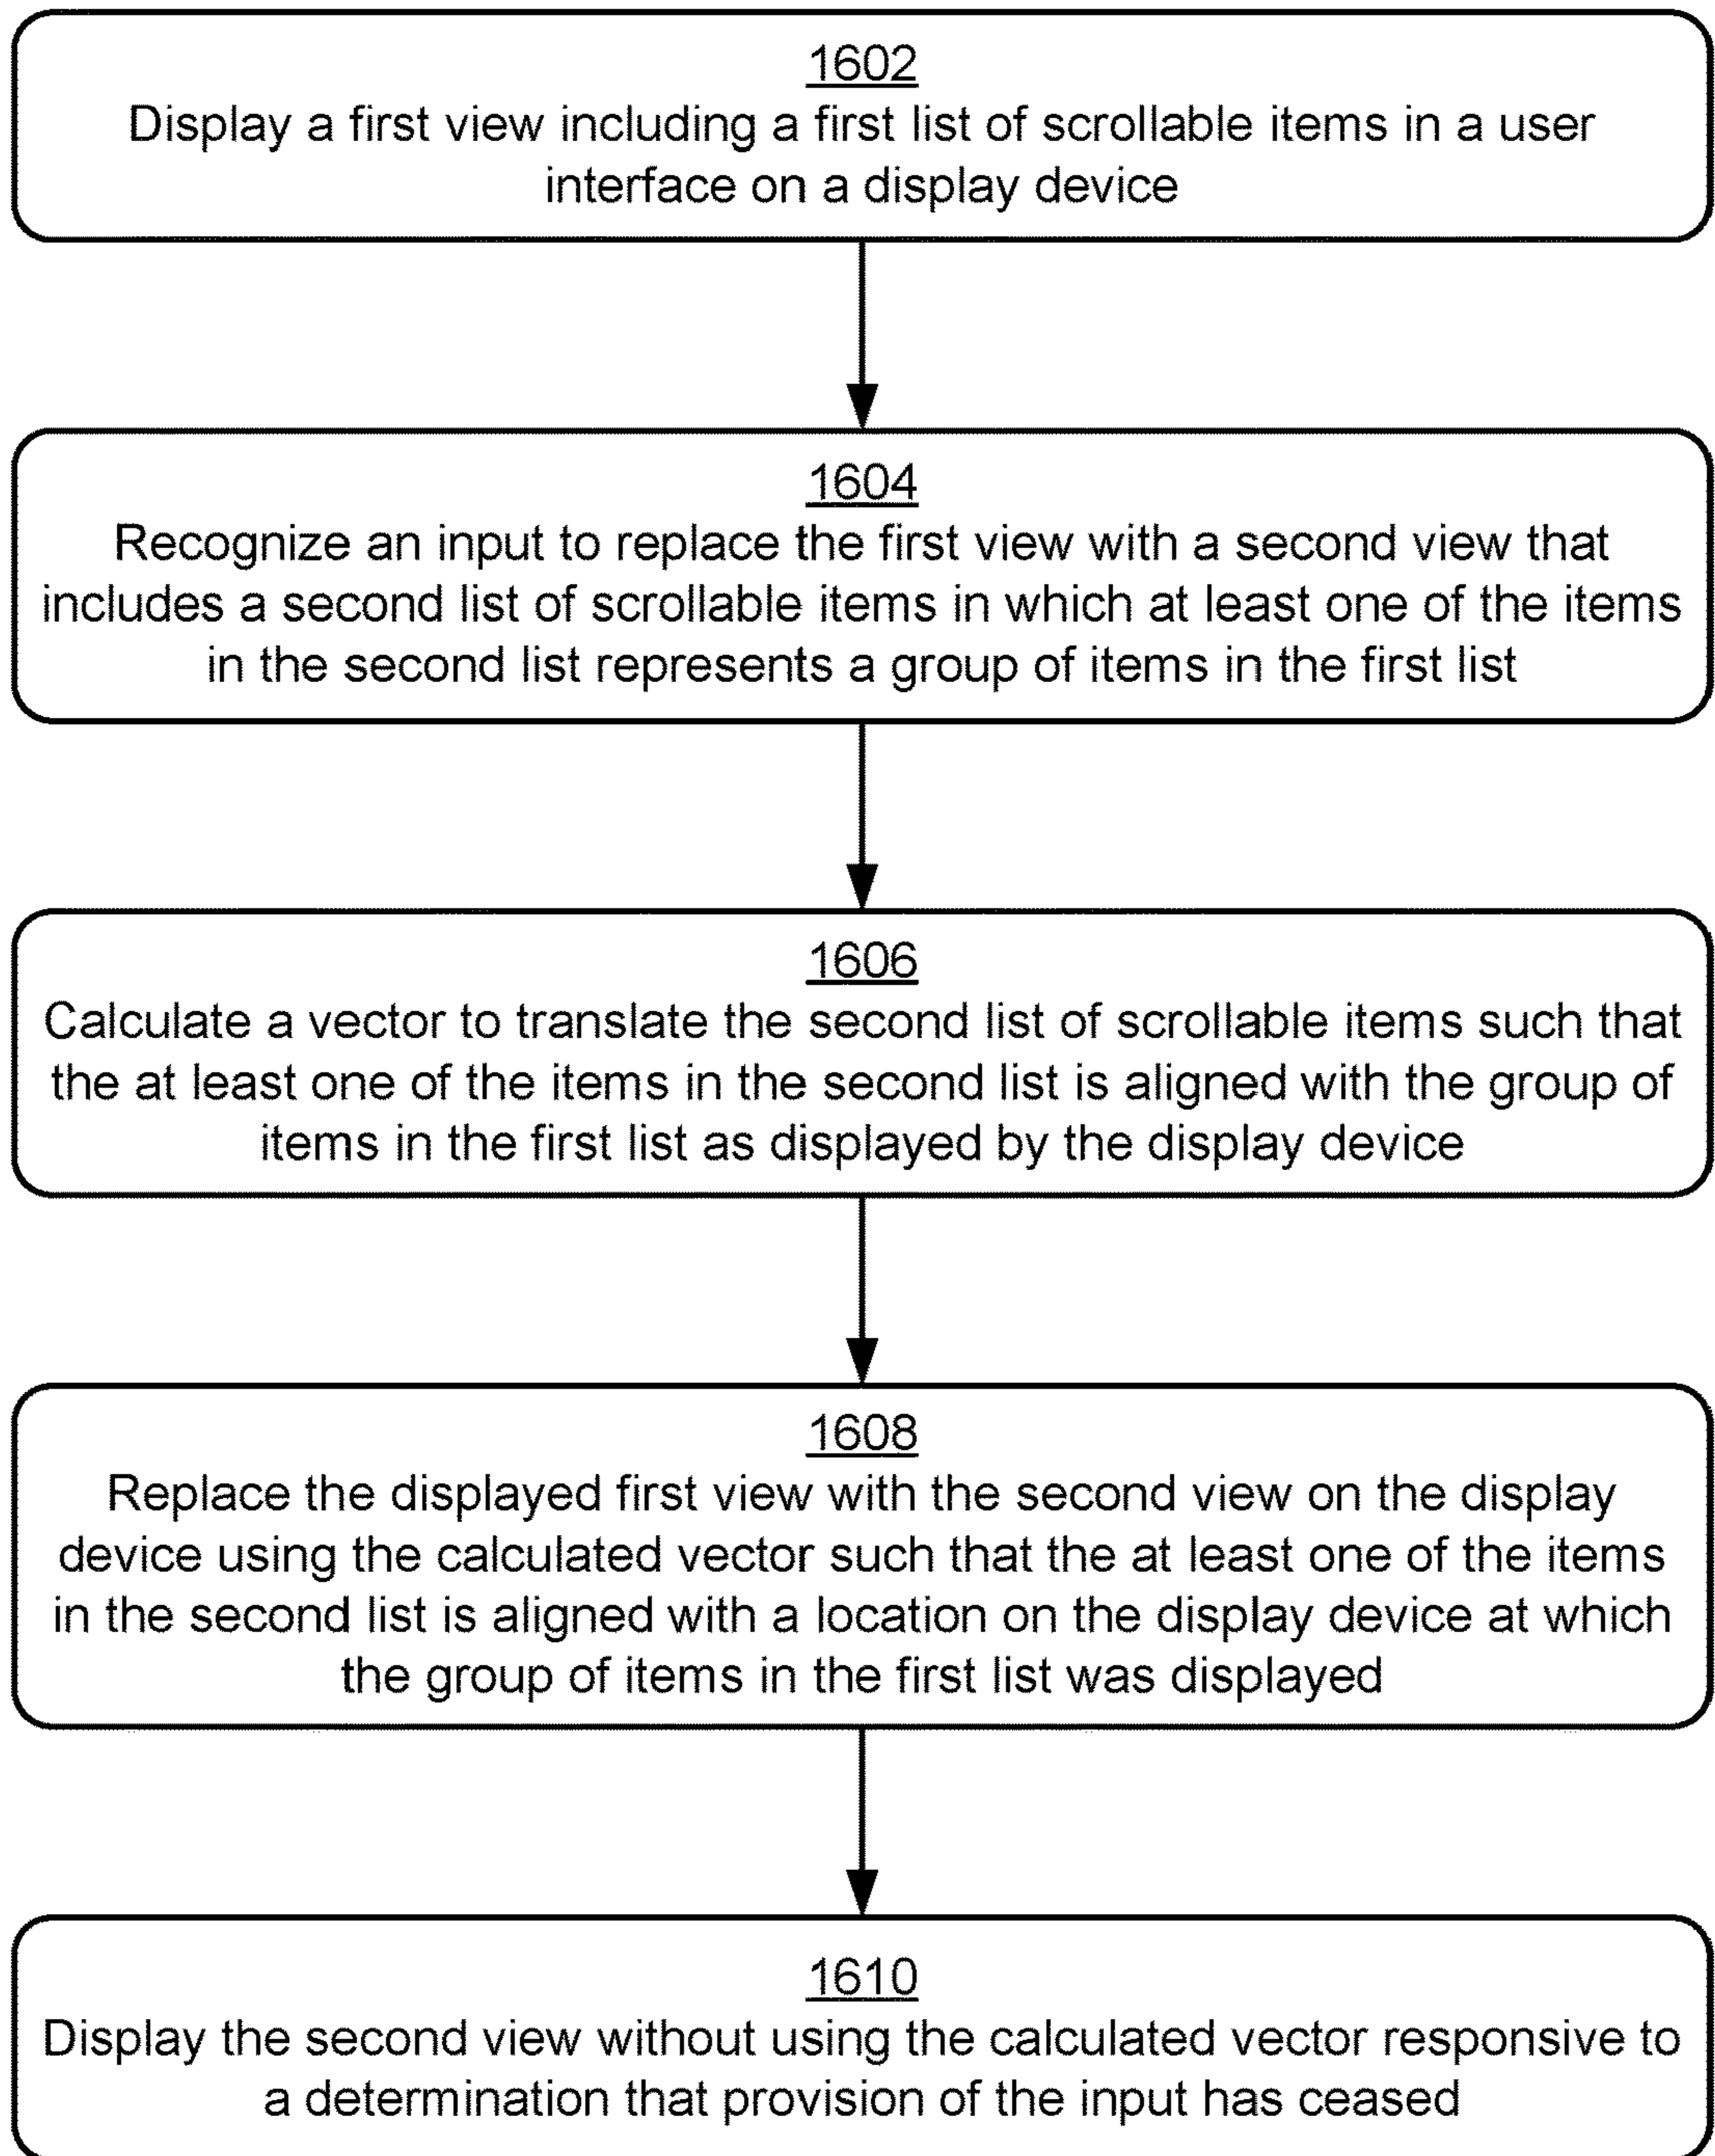 1602
Display a first view including a first list of scrollable items in a user
interface on a display device
1604
Recognize an input to replace the first view with a second view that
includes a second list of scrollable items in which at least one of the items
in the second list represents a group of items in the first list
1606
Calculate a vector to translate the second list of scrollable items such that
the at least one of the items in the second list is aligned with the group of
items in the first list as displayed by the display device
1608
Replace the displayed first view with the second view on the display
device using the calculated vector such that the at least one of the items
in the second list is aligned with a location on the display device at which
the group of items in the first list was displayed
1610
Display the second view without using the calculated vector responsive to
a determination that provision of the input has ceased